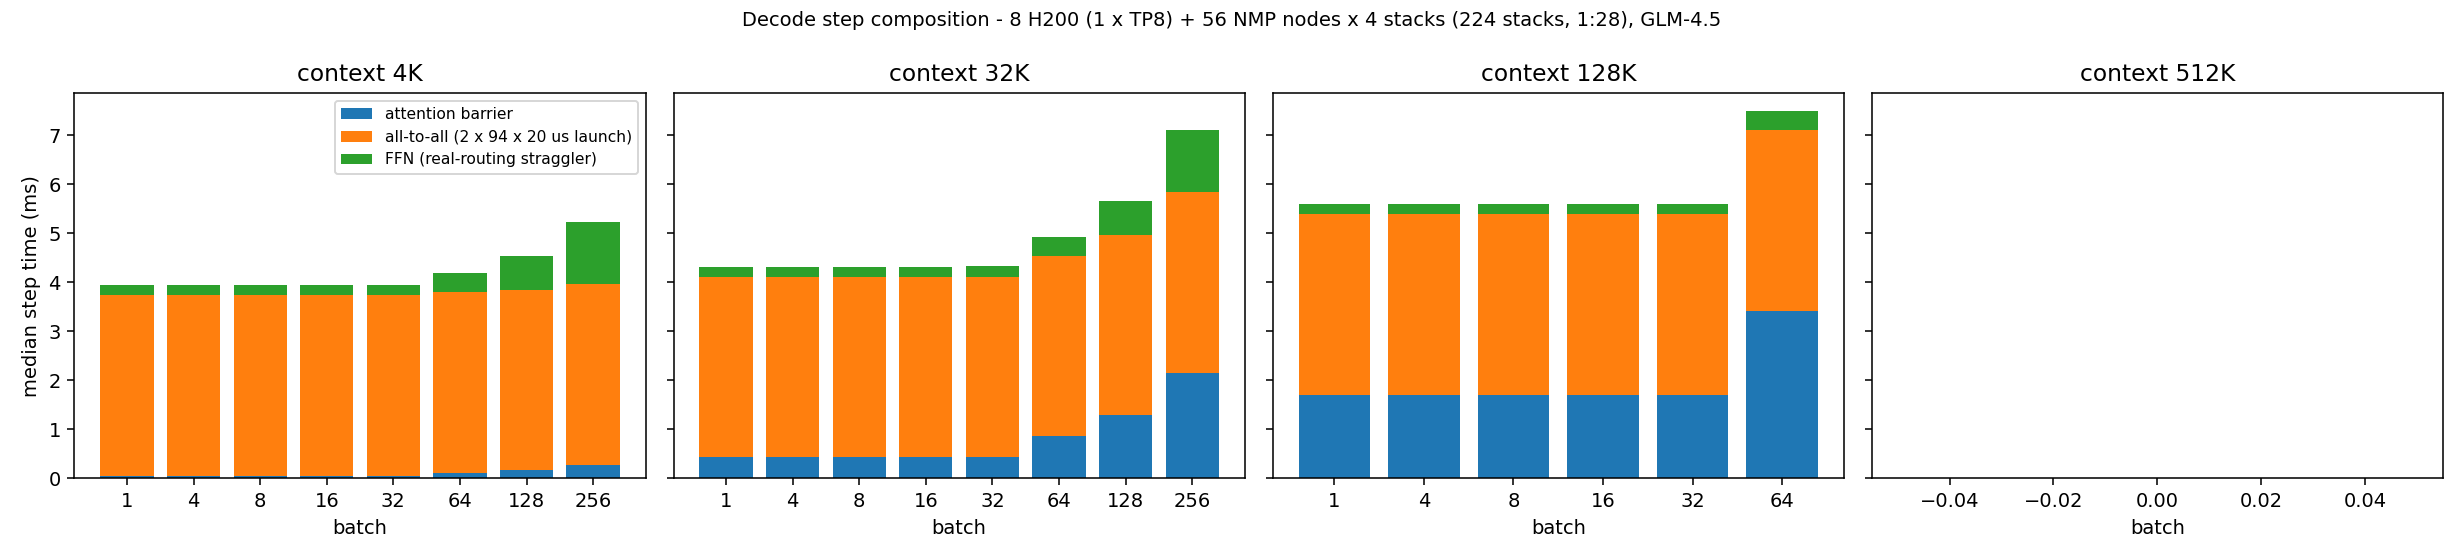 Decode step composition - 8 H200 (1 x TP8) + 56 NMP nodes x 4 stacks (224 stacks, 1:28), GLM-4.5
context 4K
context 32K
context 128K
context 512K
attention barrier
all-to-all (2 x 94 x 20 us launch)
FFN (real-routing straggler)
median step time (ms)
7
6
5
4
3
2
1
0
1 4 8 16 32 64 128 256
batch
1 4 8 16 32 64 128 256
batch
1 4 8 16 32 64
batch
−0.04 −0.02 0.00 0.02 0.04
batch